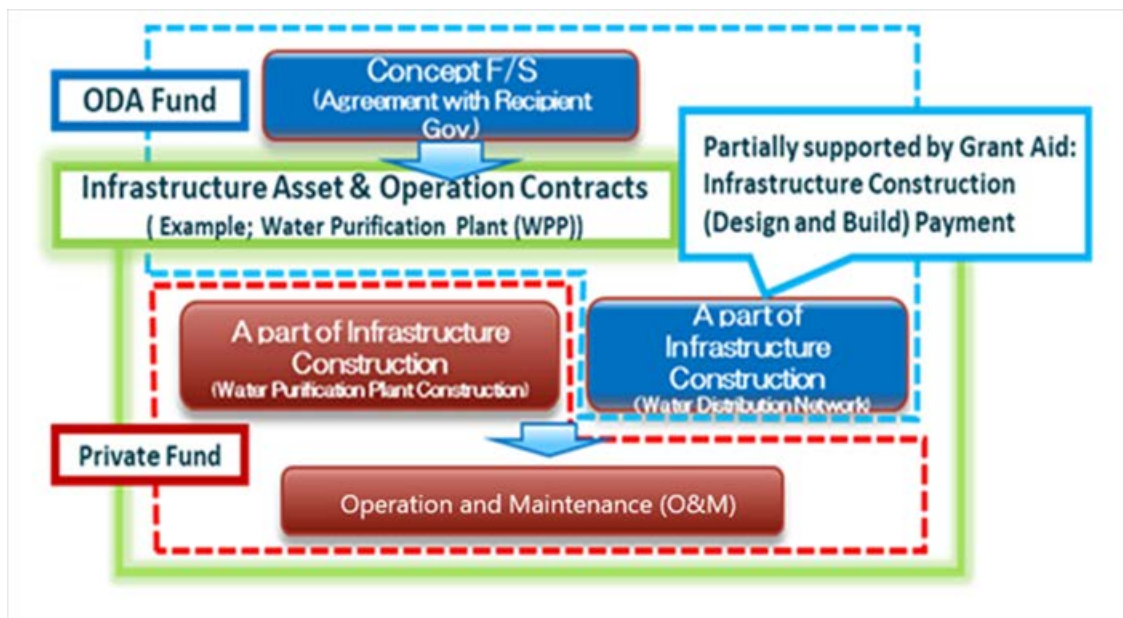 Concept F/S
(Agreement with Recipient
Gov.)
ODA Fund
Partially supported by Grant Aid:
Infrastructure Construction
(Design and Build) Payment
Infrastructure Asset & Operation Contracts
( Example; Water Purification Plant (WPP))
A part of Infrastructure
Construction
(Water Purification Plant Construction)
A part of
Infrastructure
Construction
(Water Distribution Network)
Private Fund
Operation and Maintenance (O&M)